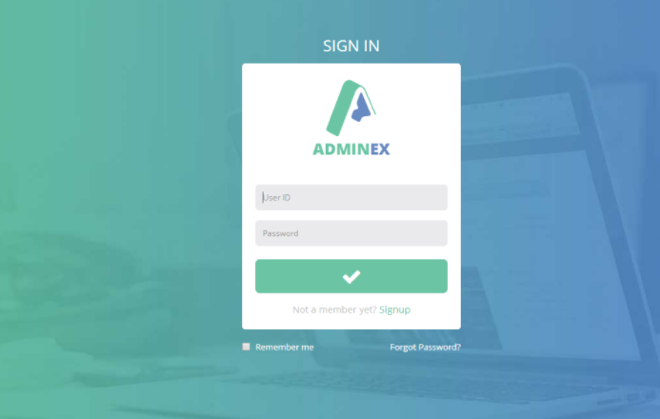 SIGN IN
ADMINEX
User ID
Password
Not a member yet? Signup
Remember me
Forgot Password?